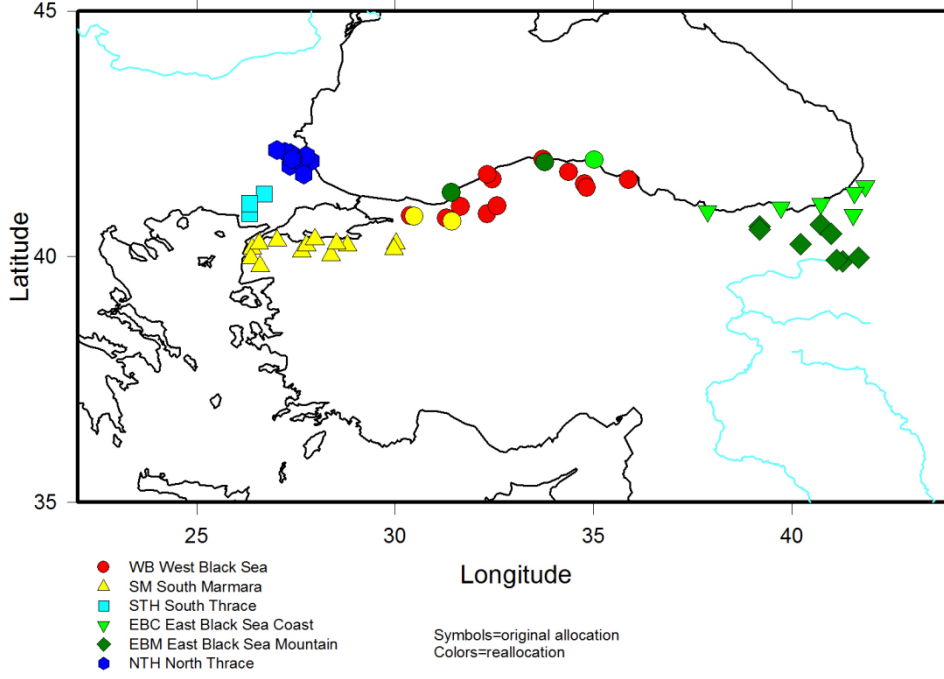 45
40
35
Latitude
25 30 35 40
Longitude
WB West Black Sea
SM South Marmara
STH South Thrace
EBC East Black Sea Coast
EBM East Black Sea Mountain
NTH North Thrace
Symbols=original allocation
Colors=reallocation